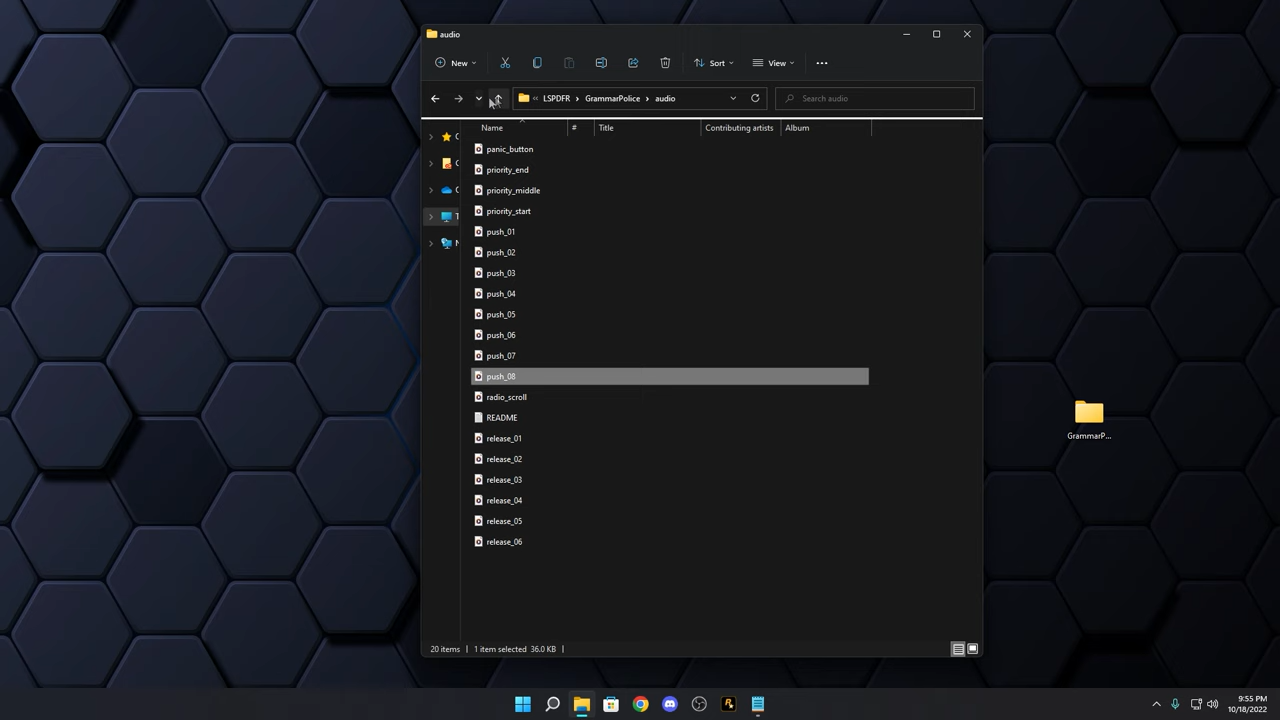 audio
New
Sort
View
LSPDFR > GrammarPolice > audio
Search audio
Name # Title Contributing artists Album
panic_button
priority_end
priority_middle
priority_start
push_01
push_02
push_03
push_04
push_05
push_06
push_07
push_08
radio_scroll
README
release_01
release_02
release_03
release_04
release_05
release_06
20 items 1 item selected 36.0 KB
GrammarP...
9:55 PM
10/18/2022